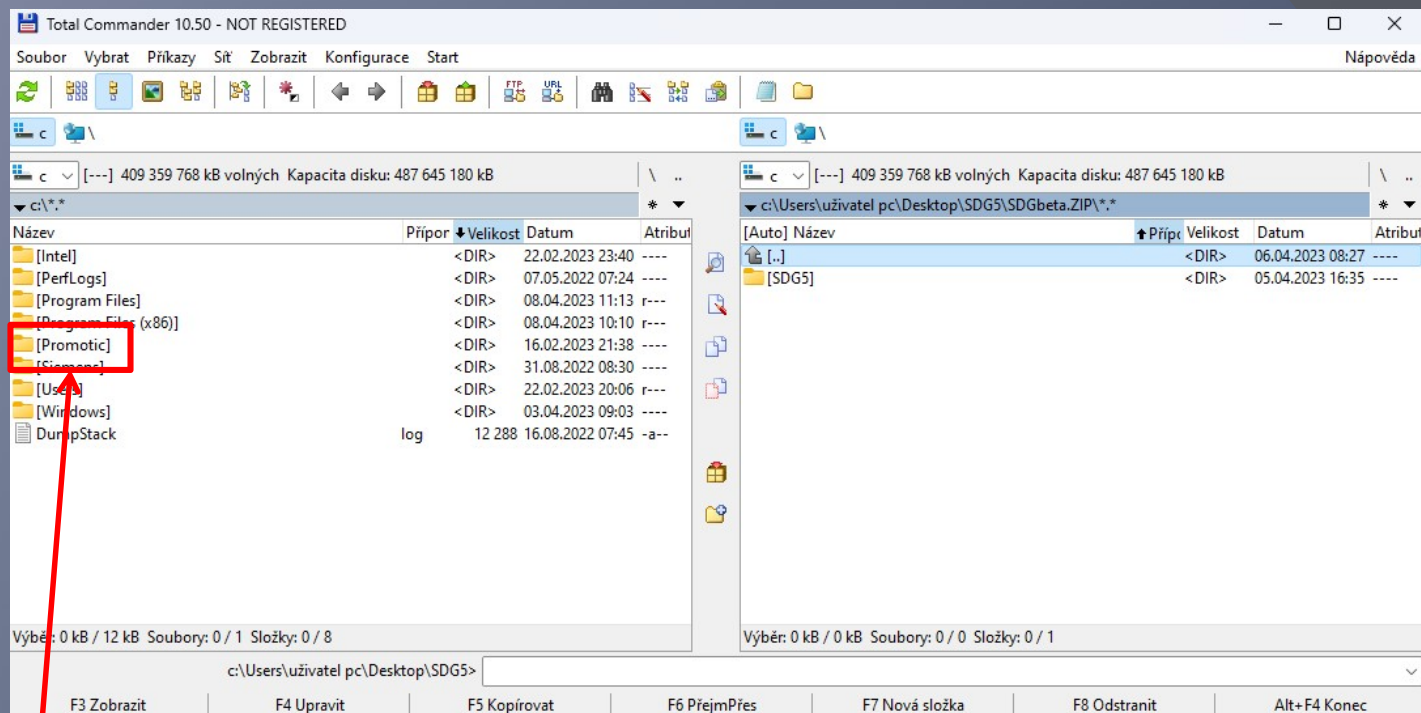 Total Commander 10.50 - NOT REGISTERED
Soubor Vybrat Příkazy Síť Zobrazit Konfigurace Start Nápověda
FTP URL
c \ c \
c [---] 409 359 768 kB volných Kapacita disku: 487 645 180 kB \ .. c [---] 409 359 768 kB volných Kapacita disku: 487 645 180 kB \ ..
c:\*.* * c:\Users\uživatel pc\Desktop\SDG5\SDGbeta.ZIP\*.* *
Název Přípor Velikost Datum Atribut [Auto] Název Přípo Velikost Datum Atribut
[Intel] <DIR> 22.02.2023 23:40 ---- [..] <DIR> 06.04.2023 08:27 ----
[PerfLogs] <DIR> 07.05.2022 07:24 ---- [SDG5] <DIR> 05.04.2023 16:35 ----
[Program Files] <DIR> 08.04.2023 11:13 r---
[Program Files (x86)] <DIR> 08.04.2023 10:10 r---
[Promotic] <DIR> 16.02.2023 21:38 ----
[Siemens] <DIR> 31.08.2022 08:30 ----
[Users] <DIR> 22.02.2023 20:06 r---
[Windows] <DIR> 03.04.2023 09:03 ----
DumpStack log 12 288 16.08.2022 07:45 -a--
Výběr: 0 kB / 12 kB Soubory: 0 / 1 Složky: 0 / 8 Výběr: 0 kB / 0 kB Soubory: 0 / 0 Složky: 0 / 1
c:\Users\uživatel pc\Desktop\SDG5>
F3 Zobrazit F4 Upravit F5 Kopírovat F6 PřejmPřes F7 Nová složka F8 Odstranit Alt+F4 Konec